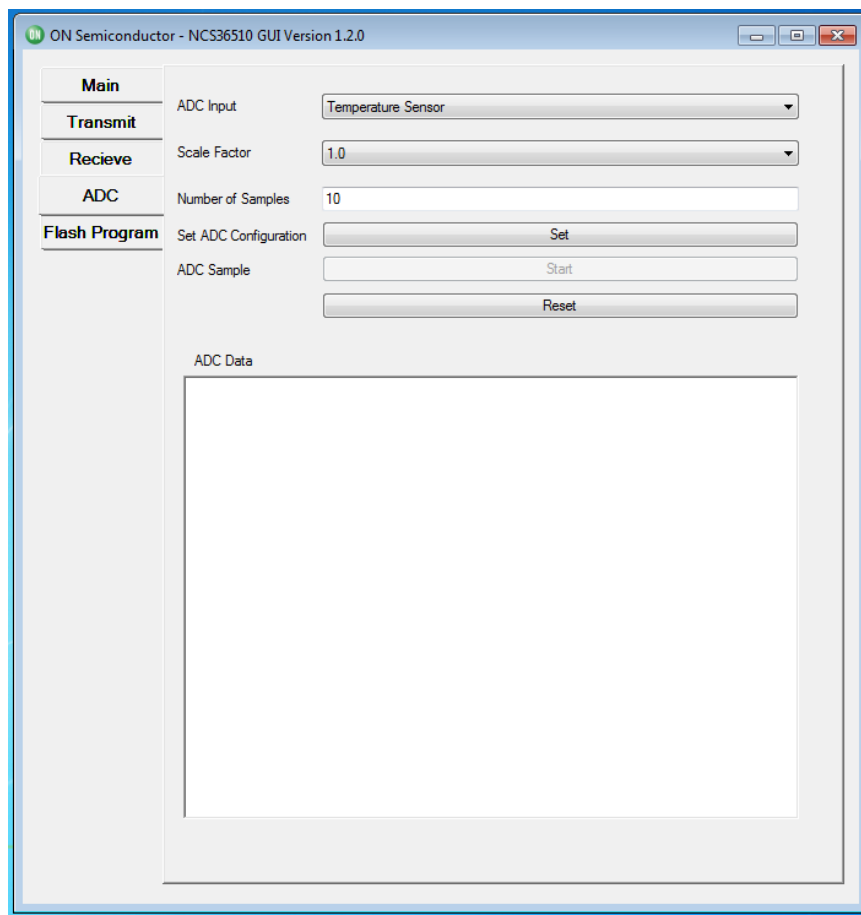 ON ON Semiconductor - NCS36510 GUI Version 1.2.0
Main
Transmit
Recieve
ADC
Flash Program
ADC Input Temperature Sensor
Scale Factor 1.0
Number of Samples 10
Set ADC Configuration Set
ADC Sample Start
Reset
ADC Data